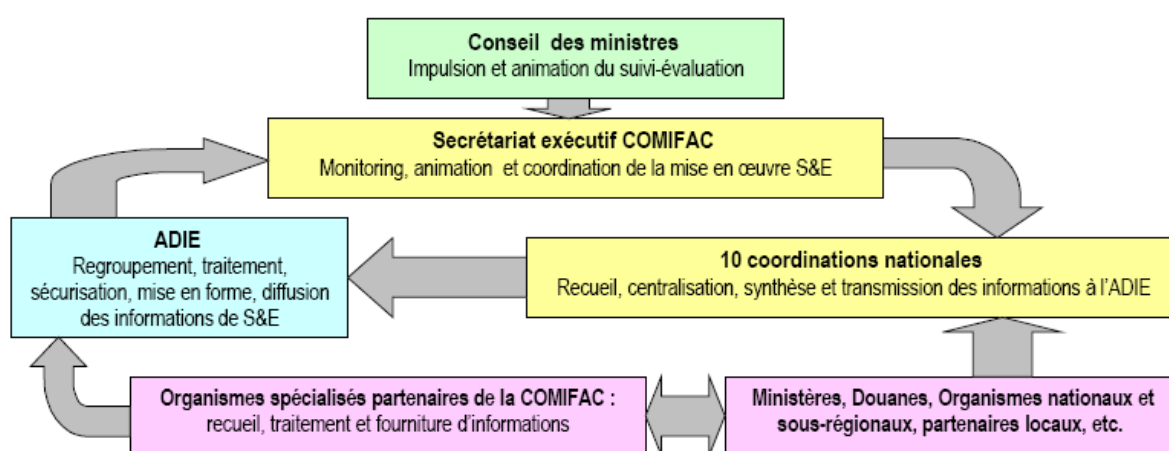 Conseil des ministres
Impulsion et animation du suivi-évaluation
Secrétariat exécutif COMIFAC
Monitoring, animation et coordination de la mise en œuvre S&E
ADIE
Regroupement, traitement,
sécurisation, mise en forme, diffusion
des informations de S&E
10 coordinations nationales
Recueil, centralisation, synthèse et transmission des informations à l'ADIE
Organismes spécialisés partenaires de la COMIFAC :
recueil, traitement et fourniture d'informations
Ministères, Douanes, Organismes nationaux et
sous-régionaux, partenaires locaux, etc.